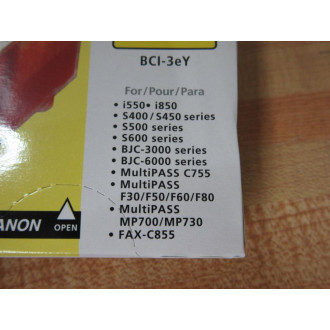 BCI-3eY
For/Pour/Para
• i550• i850
• S400/S450 series
• S500 series
• S600 series
• BJC-3000 series
• BJC-6000 series
• MultiPASS C755
• MultiPASS
F30/F50/F60/F80
• MultiPASS
MP700/MP730
• FAX-C855
ANON
OPEN